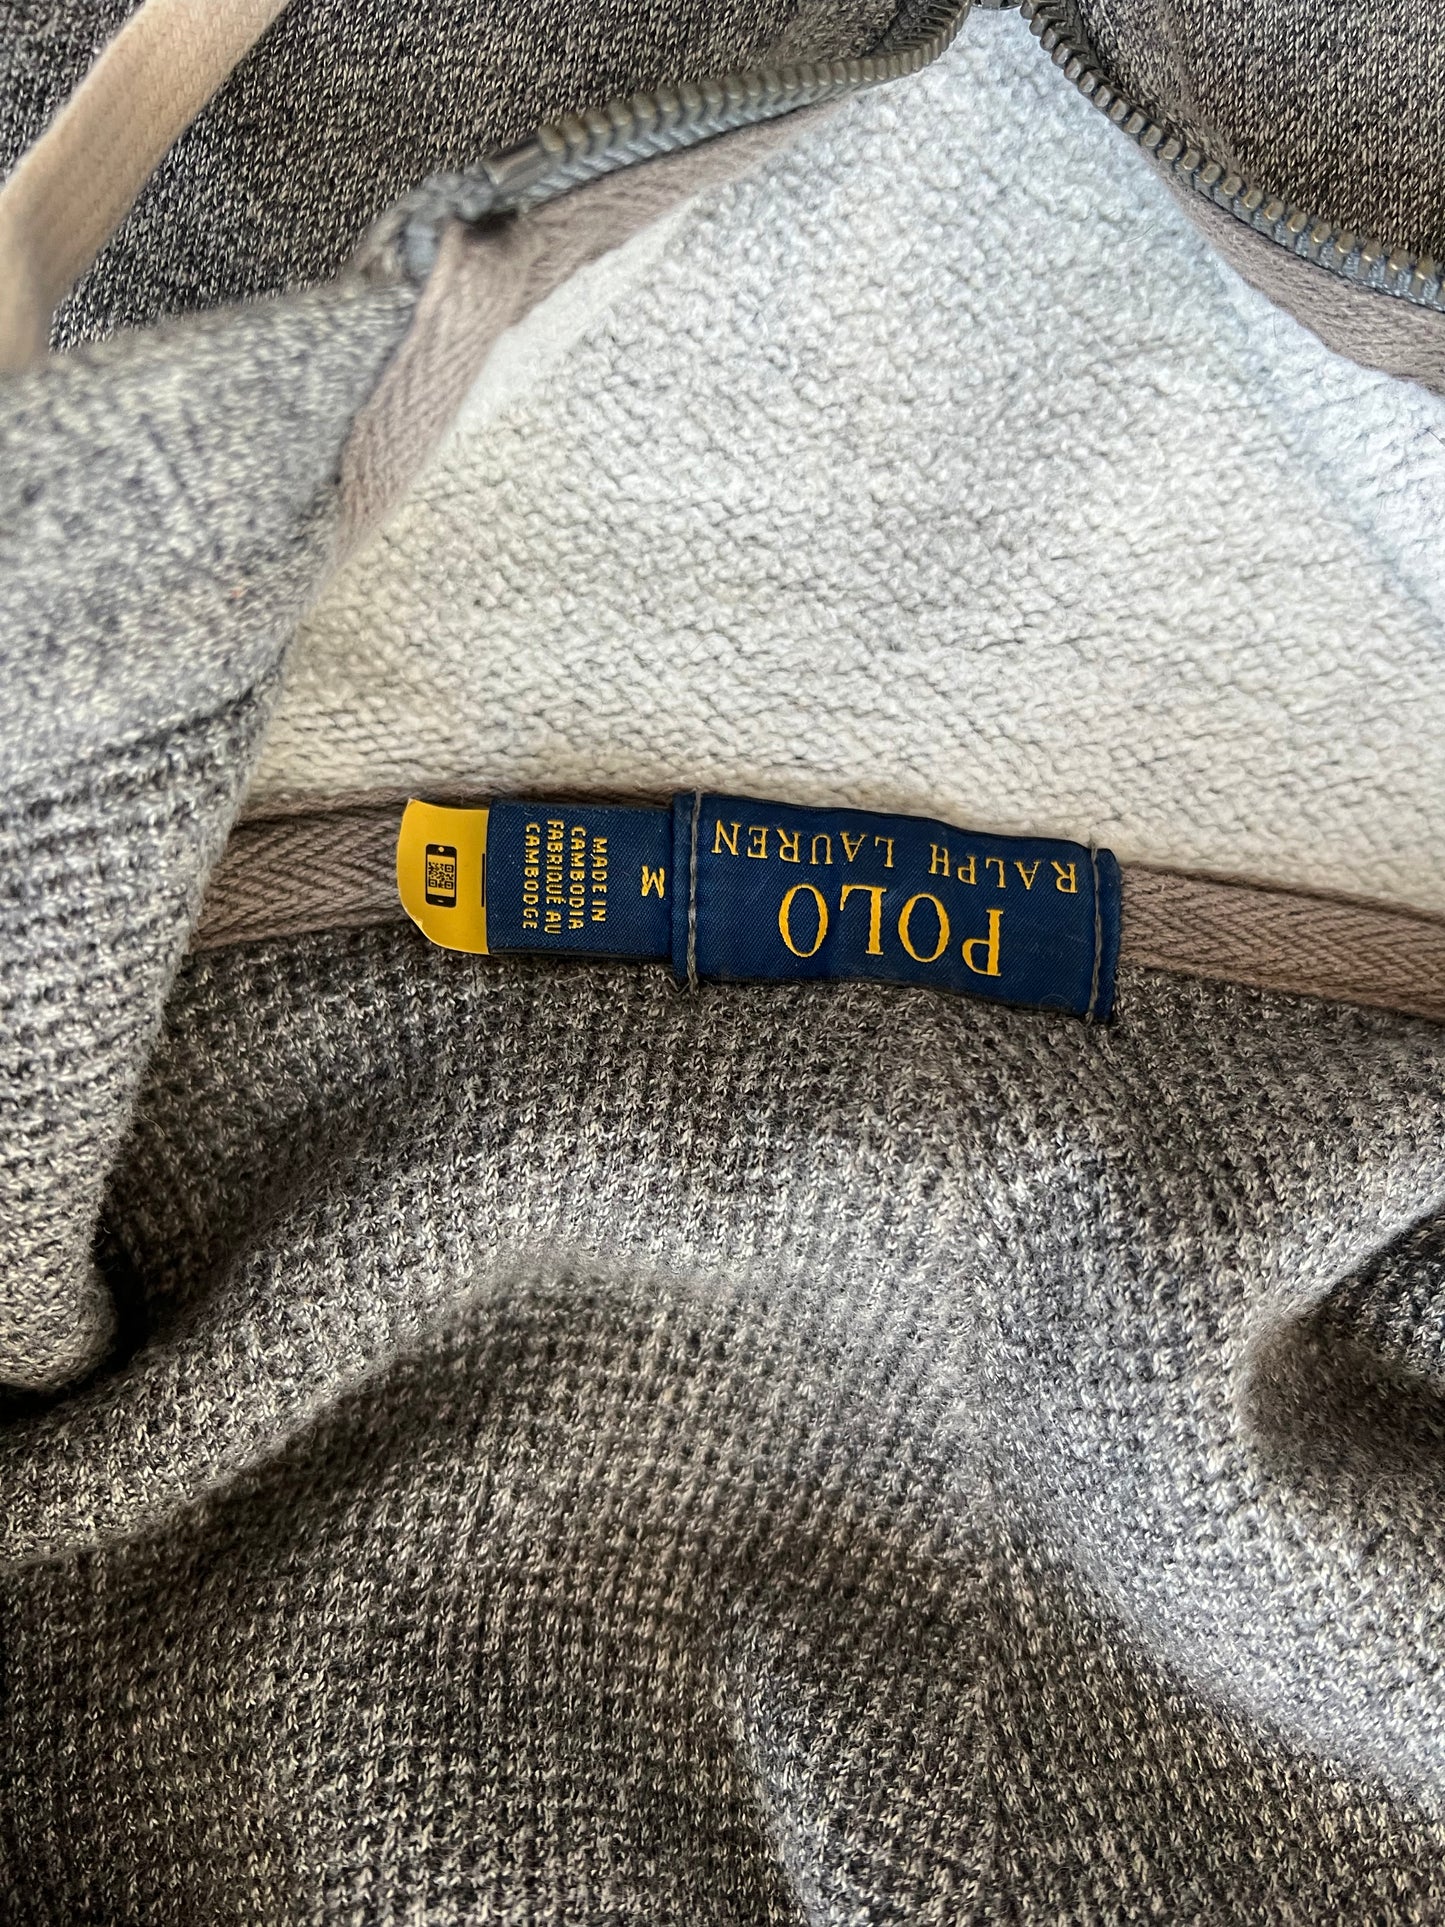 POLO
RALPH LAUREN
M
MADE IN
CAMBODIA
FABRIQUÉ AU
CAMBODGE